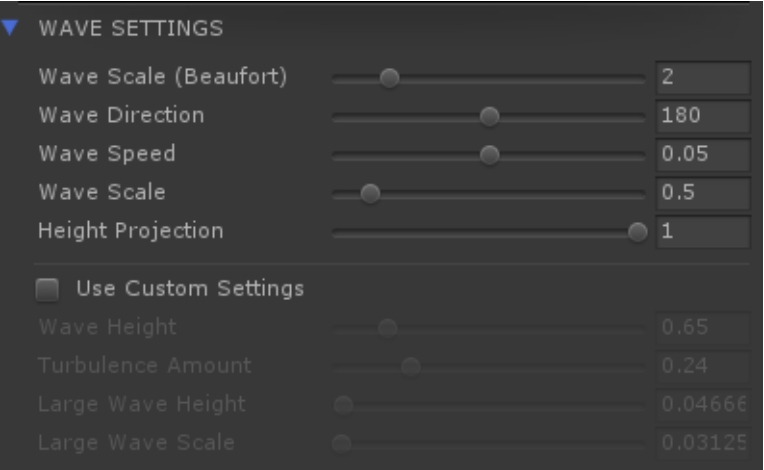 WAVE SETTINGS
Wave Scale (Beaufort) 2
Wave Direction 180
Wave Speed 0.05
Wave Scale 0.5
Height Projection 1
Use Custom Settings
Wave Height 0.65
Turbulence Amount 0.24
Large Wave Height 0.04666
Large Wave Scale 0.03125